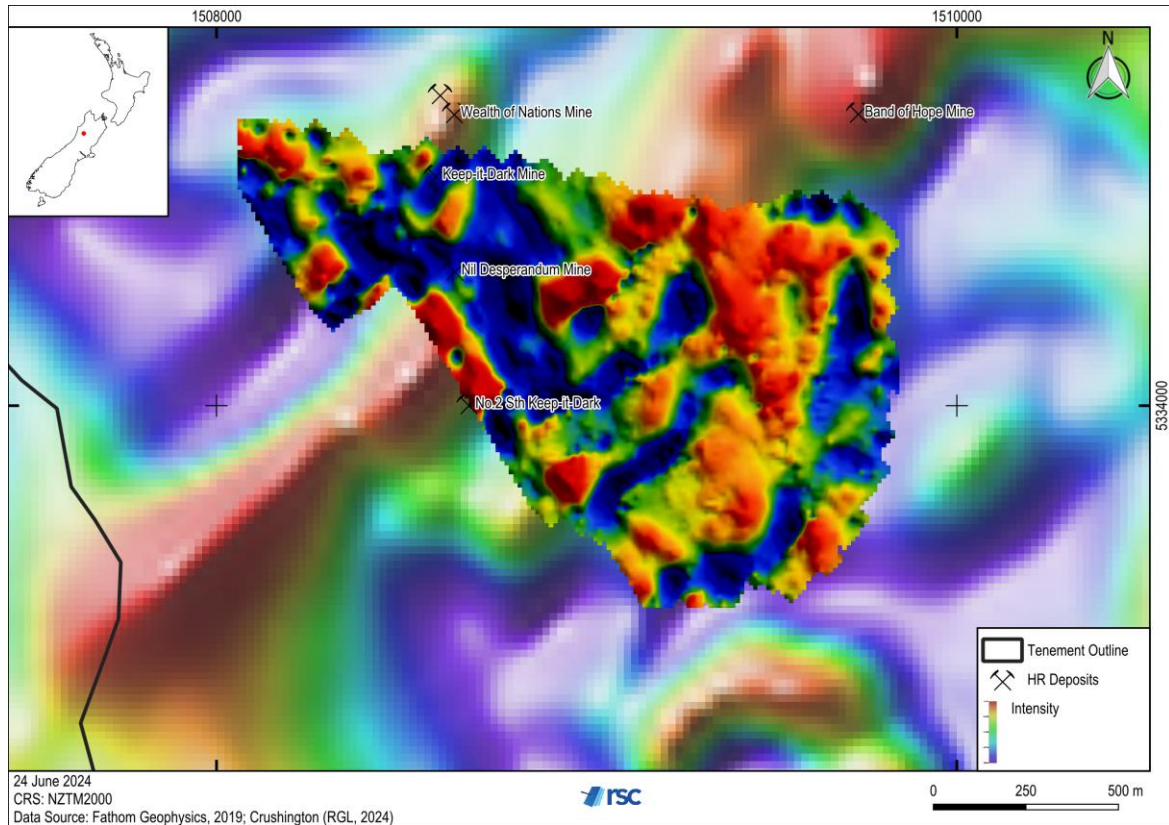 1508000
1510000
N
Wealth of Nations Mine
Band of Hope Mine
Keep-it-Dark Mine
Nil Desperandum Mine
No.2 Sth Keep-it-Dark
5334000
Tenement Outline
HR Deposits
Intensity
24 June 2024
CRS: NZTM2000
Data Source: Fathom Geophysics, 2019; Crushington (RGL, 2024)
rsc
0 250 500 m